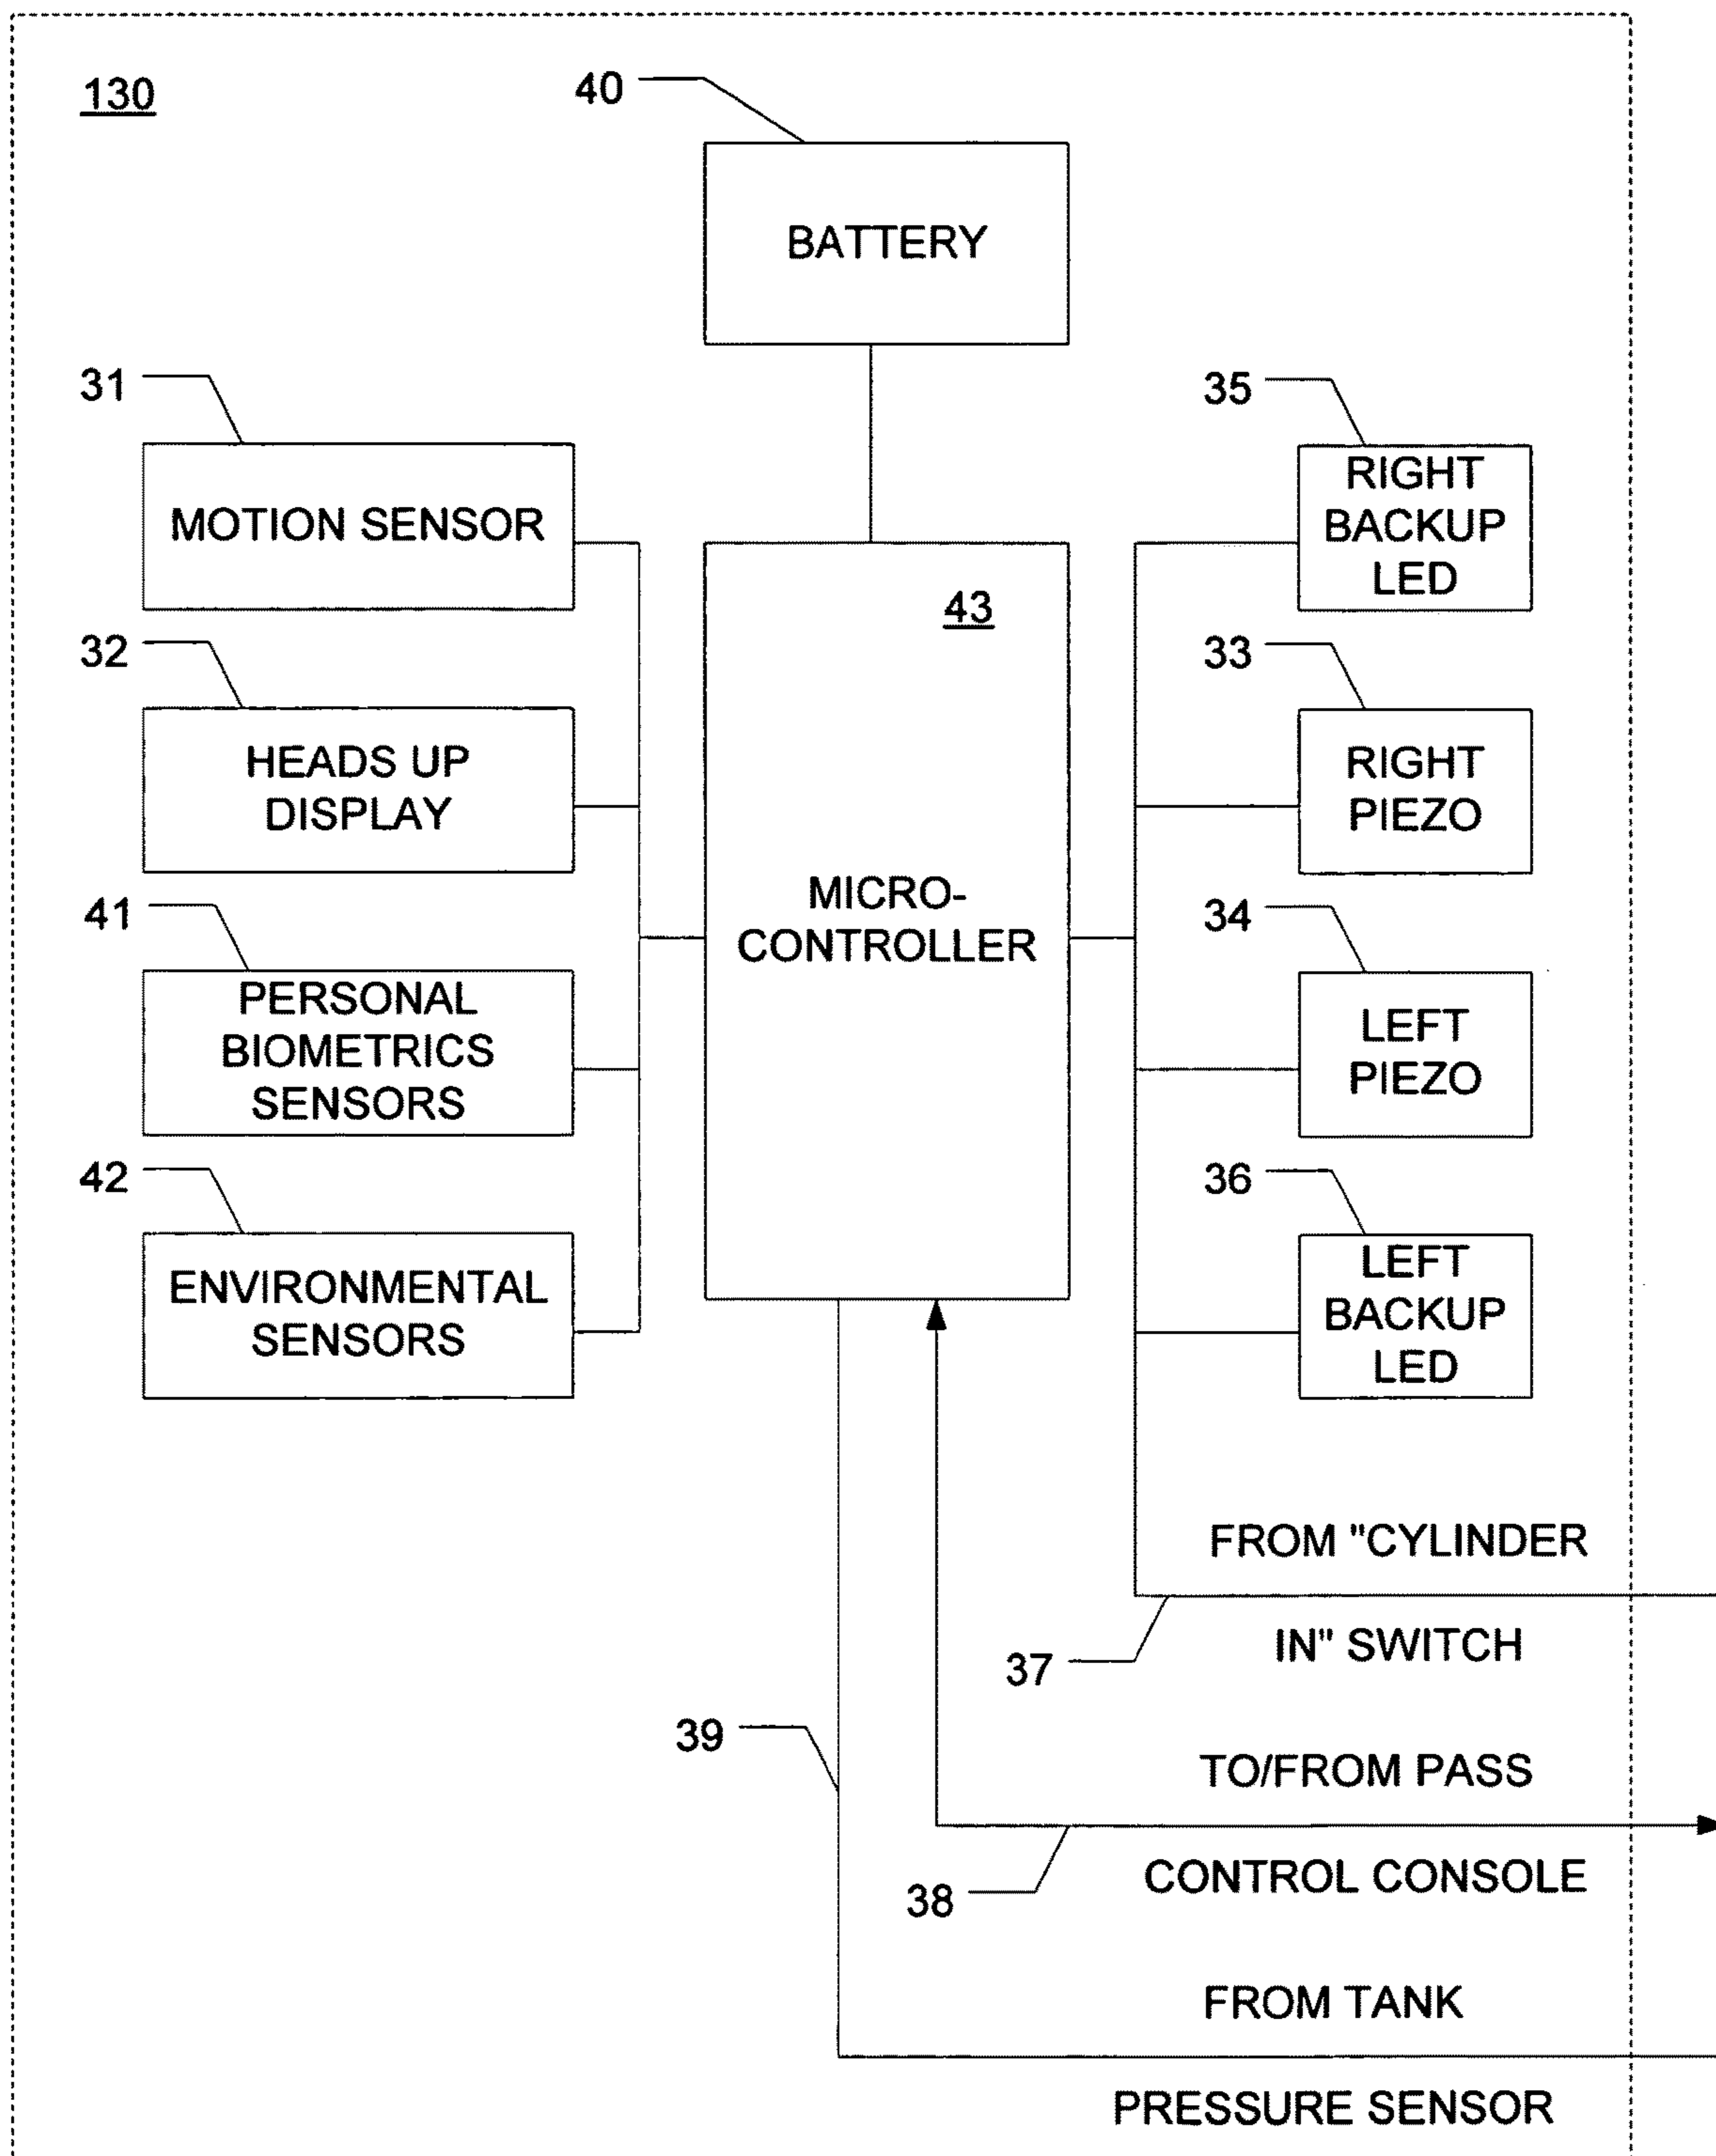 130
40
BATTERY
31
MOTION SENSOR
32
HEADS UP
DISPLAY
41
PERSONAL
BIOMETRICS
SENSORS
42
ENVIRONMENTAL
SENSORS
43
MICRO-
CONTROLLER
35
RIGHT
BACKUP
LED
33
RIGHT
PIEZO
34
LEFT
PIEZO
36
LEFT
BACKUP
LED
FROM "CYLINDER
IN" SWITCH
37
39
TO/FROM PASS
CONTROL CONSOLE
38
FROM TANK
PRESSURE SENSOR